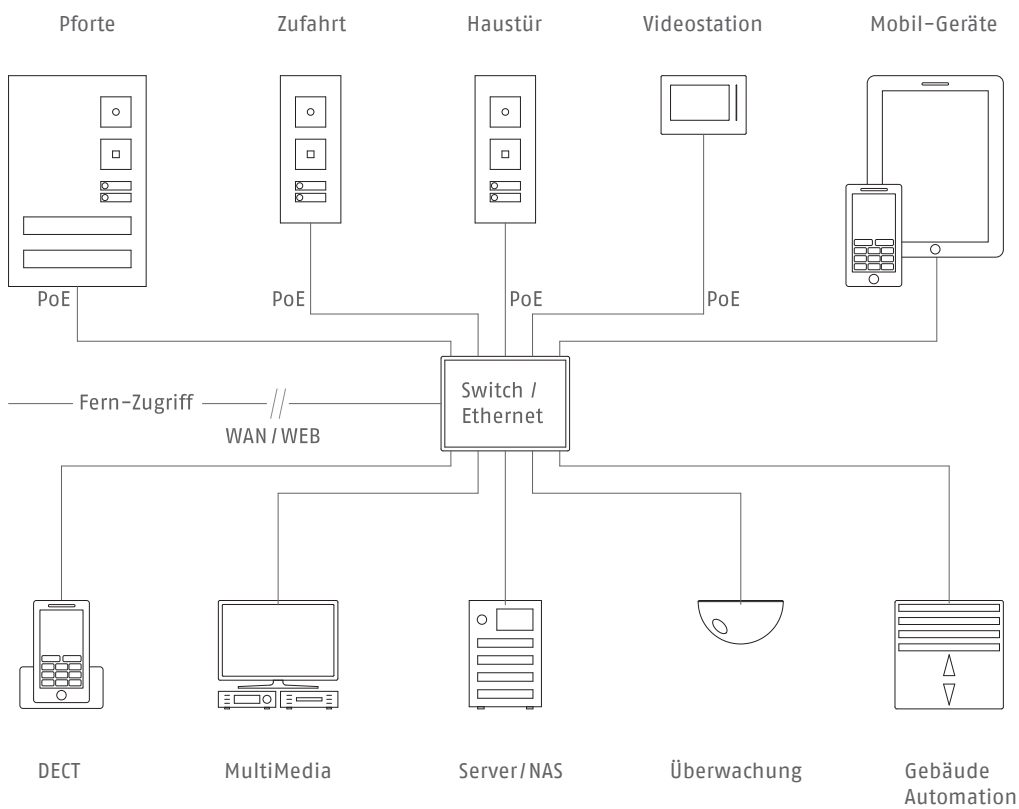 Pforte
Zufahrt
Haustür
Videostation
Mobil-Geräte
PoE
PoE
PoE
PoE
Switch /
Ethernet
Fern-Zugriff
WAN / WEB
DECT
MultiMedia
Server/NAS
Überwachung
Gebäude
Automation